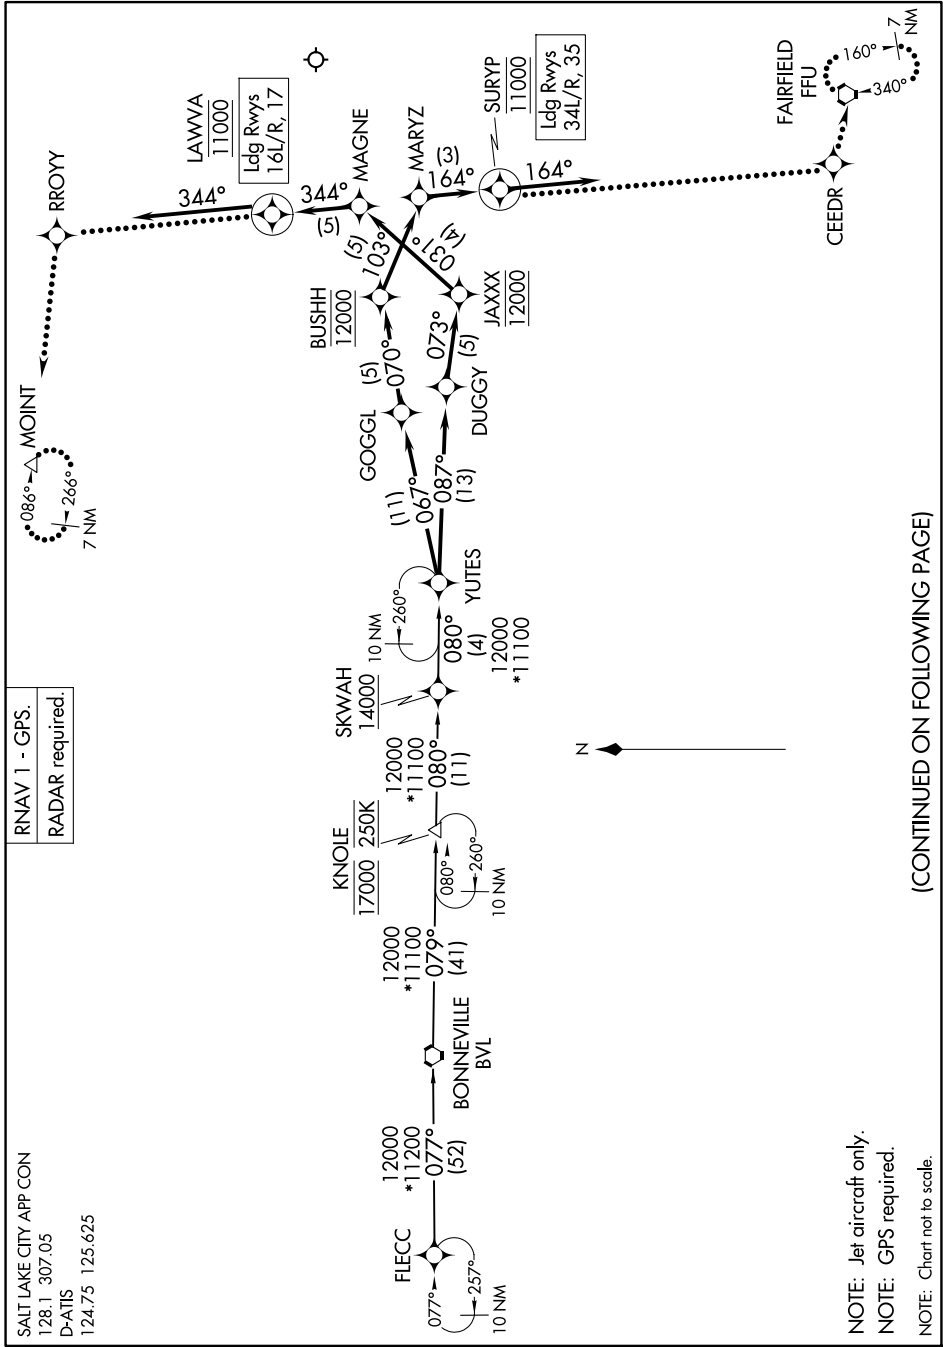 SALT LAKE CITY APP CON
128.1 307.05
D-ATIS
124.75 125.625
RNAV 1 - GPS.
RADAR required.
086°
MOINT
266°
7 NM
RROYY
344°
LAWVA
11000
Ldg Rwys
16L/R, 17
344°
(5)
MAGNE
FLECC
077°
257°
10 NM
12000
*11200
077°
(52)
BONNEVILLE
BVL
12000
*11100
079°
(41)
KNOLE
17000 250K
080°
260°
10 NM
12000
*11100
080°
(11)
SKWAH
14000
10 NM
260°
080°
(4)
12000
*11100
YUTES
(11)
067°
GOGGL
(5)
070°
BUSHH
12000
(5)
103°
MARYZ
087°
(13)
DUGGY
073°
(5)
JAXXX
12000
031°
(4)
(3)
164°
SURYP
11000
Ldg Rwys
34L/R, 35
164°
CEEDR
FAIRFIELD
FFU
160°
340°
7
NM
N
NOTE: Jet aircraft only.
NOTE: GPS required.
NOTE: Chart not to scale.
(CONTINUED ON FOLLOWING PAGE)